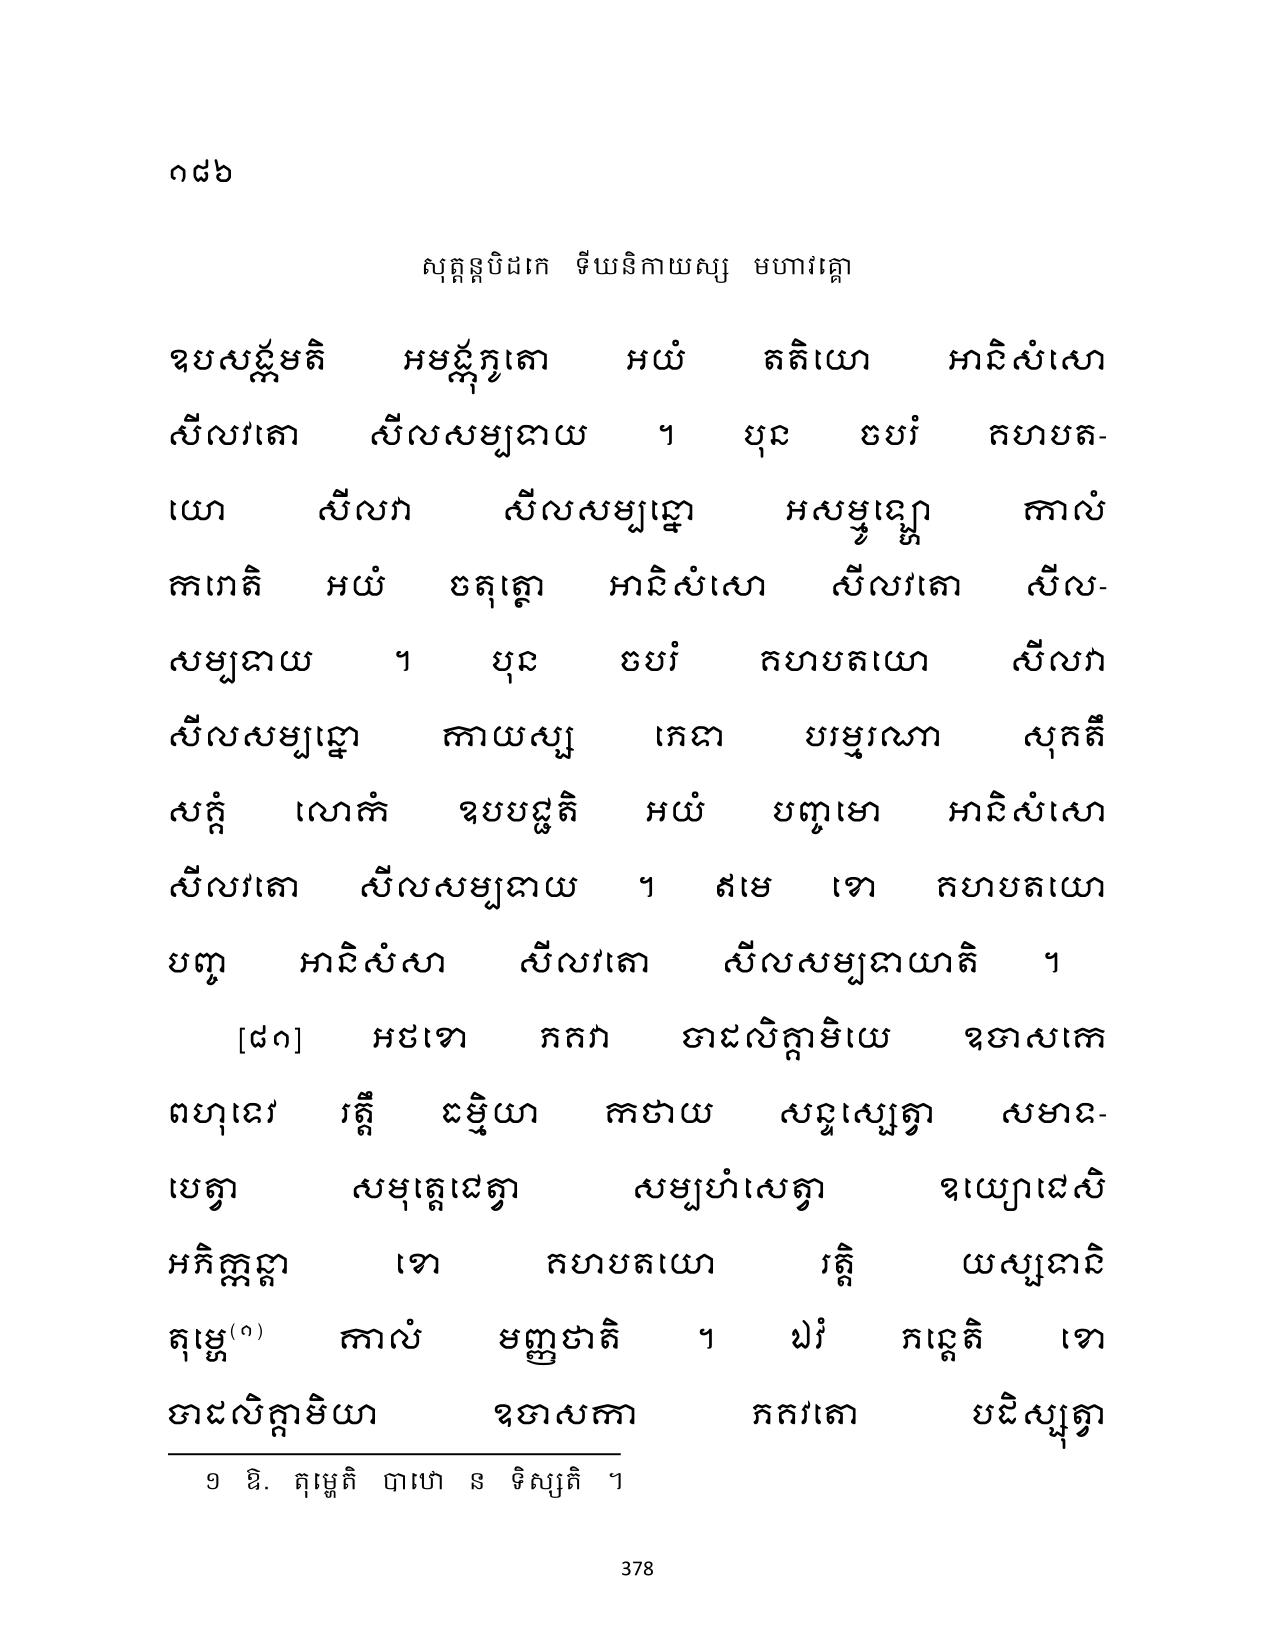 ១៨៦
សុត្តន្តបិដកេ ទីឃនិកាយស្ស មហាវគ្គោ
ឧបសង្កមតិ អមង្កុភូតោ អយំ តតិយោ អានិសំសោ
សីលវតោ សីលសម្បទាយ ។ បុន ចបរំ គហបត-
យោ សីលវា សីលសម្បន្នោ អសម្មូឡ្ហោ កាលំ
ករោតិ អយំ ចតុត្ថោ អានិសំសោ សីលវតោ សីល-
សម្បទាយ ។ បុន ចបរំ គហបតយោ សីលវា
សីលសម្បន្នោ កាយស្ស ភេទា បរម្មរណា សុគតឹ
សគ្គំ លោកំ ឧបបជ្ជតិ អយំ បញ្ចមោ អានិសំសោ
សីលវតោ សីលសម្បទាយ ។ ឥមេ ខោ គហបតយោ
បញ្ច អានិសំសា សីលវតោ សីលសម្បទាយាតិ ។
[៨១] អថខោ ភគវា បាដលិគ្គាមិយេ ឧបាសកេ
ពហុទេវ រត្តឹ ធម្មិយា កថាយ សន្ទស្សេត្វា សមាទ-
បេត្វា សមុត្តេជេត្វា សម្បហំសេត្វា ឧយ្យោជេសិ
អភិក្កន្តា ខោ គហបតយោ រត្តិ យស្សទានិ
តុម្ហេ(១) កាលំ មញ្ញថាតិ ។ ឯវំ ភន្តេតិ ខោ
បាដលិគ្គាមិយា ឧបាសកា ភគវតោ បដិស្សុត្វា
១ ឱ. តុម្ហេតិ បាឋោ ន ទិស្សតិ ។
378